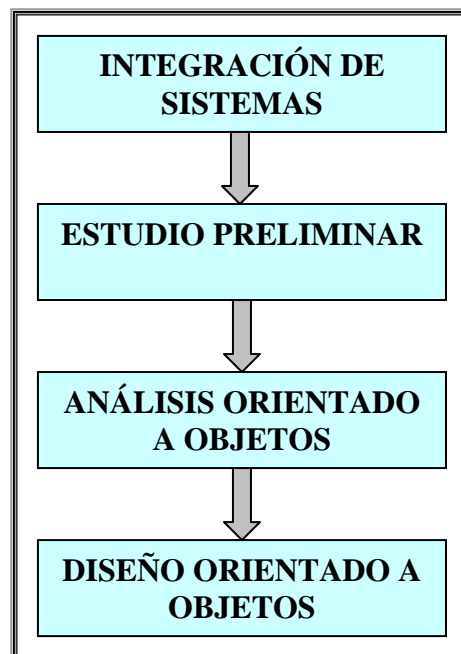 INTEGRACIÓN DE
SISTEMAS
ESTUDIO PRELIMINAR
ANÁLISIS ORIENTADO
A OBJETOS
DISEÑO ORIENTADO A
OBJETOS